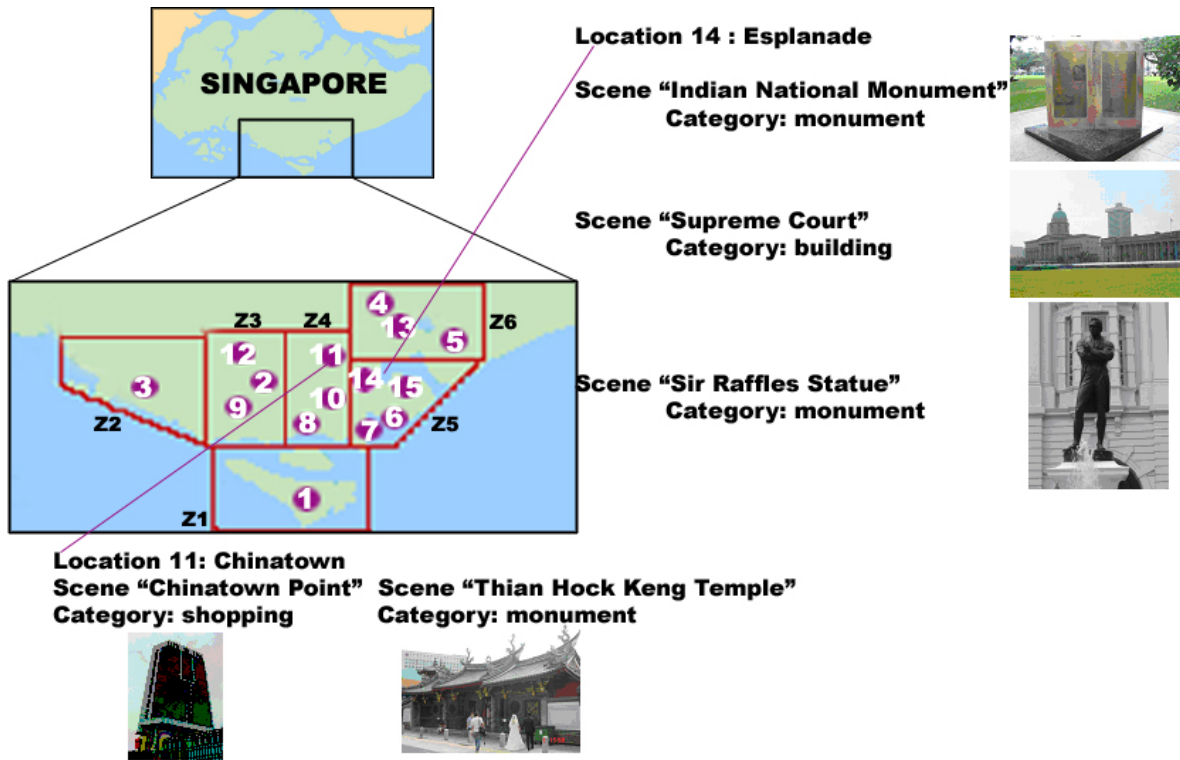 SINGAPORE
Location 14 : Esplanade
Scene “Indian National Monument”
Category: monument
Scene “Supreme Court”
Category: building
Scene “Sir Raffles Statue”
Category: monument
Z3
Z4
Z6
4
13
5
12
11
3
2
14
15
9
10
8
6
7
Z2
Z5
1
Z1
Location 11: Chinatown
Scene “Chinatown Point”
Category: shopping
Scene “Thian Hock Keng Temple”
Category: monument